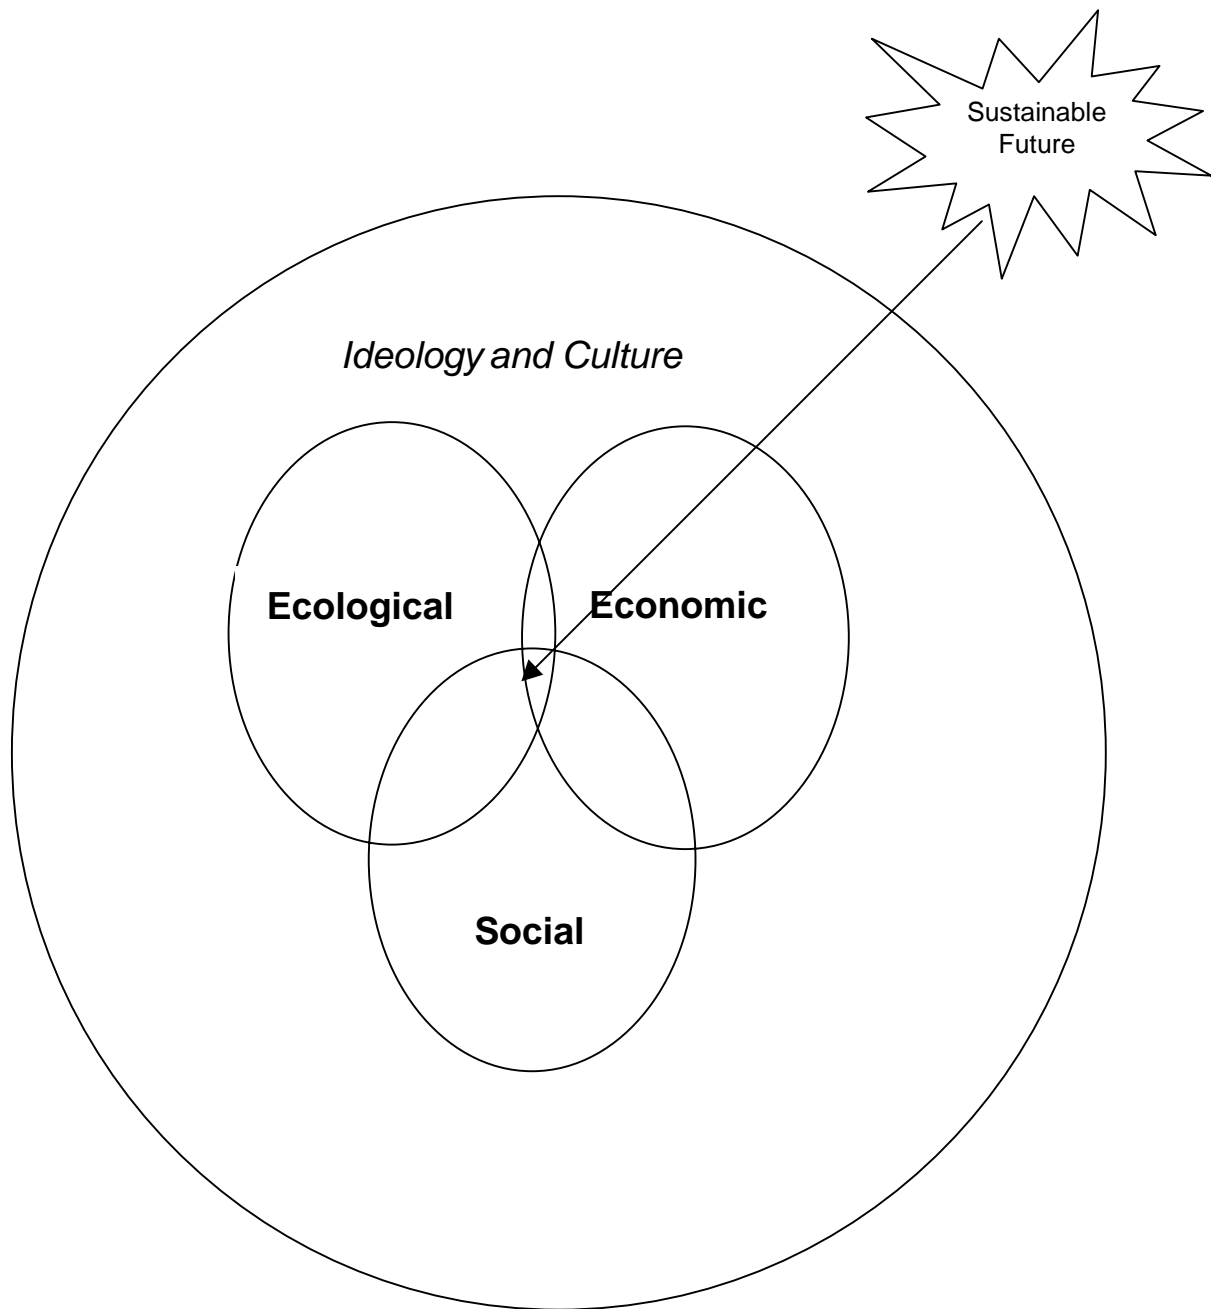 Sustainable
Future
Ideology and Culture
Ecological
Economic
Social